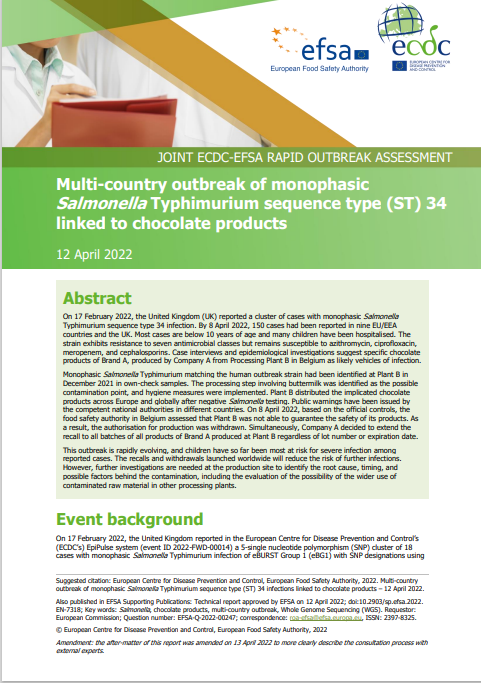 efsa
European Food Safety Authority
ecdc
EUROPEAN CENTRE FOR
DISEASE PREVENTION
AND CONTROL
JOINT ECDC-EFSA RAPID OUTBREAK ASSESSMENT
Multi-country outbreak of monophasic
Salmonella Typhimurium sequence type (ST) 34
linked to chocolate products
12 April 2022
Abstract
On 17 February 2022, the United Kingdom (UK) reported a cluster of cases with monophasic Salmonella
Typhimurium sequence type 34 infection. By 8 April 2022, 150 cases had been reported in nine EU/EEA
countries and the UK. Most cases are below 10 years of age and many children have been hospitalised. The
strain exhibits resistance to seven antimicrobial classes but remains susceptible to azithromycin, ciprofloxacin,
meropenem, and cephalosporins. Case interviews and epidemiological investigations suggest specific chocolate
products of Brand A, produced by Company A from Processing Plant B in Belgium as likely vehicles of infection.
Monophasic Salmonella Typhimurium matching the human outbreak strain had been identified at Plant B in
December 2021 in own-check samples. The processing step involving buttermilk was identified as the possible
contamination point, and hygiene measures were implemented. Plant B distributed the implicated chocolate
products across Europe and globally after negative Salmonella testing. Public warnings have been issued by
the competent national authorities in different countries. On 8 April 2022, based on the official controls, the
food safety authority in Belgium assessed that Plant B was not able to guarantee the safety of its products. As
a result, the authorisation for production was withdrawn. Simultaneously, Company A decided to extend the
recall to all batches of all products of Brand A produced at Plant B regardless of lot number or expiration date.
This outbreak is rapidly evolving, and children have so far been most at risk for severe infection among
reported cases. The recalls and withdrawals launched worldwide will reduce the risk of further infections.
However, further investigations are needed at the production site to identify the root cause, timing, and
possible factors behind the contamination, including the evaluation of the possibility of the wider use of
contaminated raw material in other processing plants.
Event background
On 17 February 2022, the United Kingdom reported in the European Centre for Disease Prevention and Control's
(ECDC's) EpiPulse system (event ID 2022-FWD-00014) a 5-single nucleotide polymorphism (SNP) cluster of 18
cases with monophasic Salmonella Typhimurium infection of eBURST Group 1 (eBG1) with SNP designations using
Suggested citation: European Centre for Disease Prevention and Control, European Food Safety Authority, 2022. Multi-country
outbreak of monophasic Salmonella Typhimurium sequence type (ST) 34 infections linked to chocolate products – 12 April 2022.
Also published in EFSA Supporting Publications: Technical report approved by EFSA on 12 April 2022; doi:10.2903/sp.efsa.2022.
EN-7318; Key words: Salmonella, chocolate products, multi-country outbreak, Whole Genome Sequencing (WGS). Requestor:
European Commission; Question number: EFSA-Q-2022-00247; correspondence: roa-efsa@efsa.europa.eu, ISSN: 2397-8325.
© European Centre for Disease Prevention and Control, European Food Safety Authority, 2022
Amendment: the after-matter of this report was amended on 13 April 2022 to more clearly describe the consultation process with
external experts.